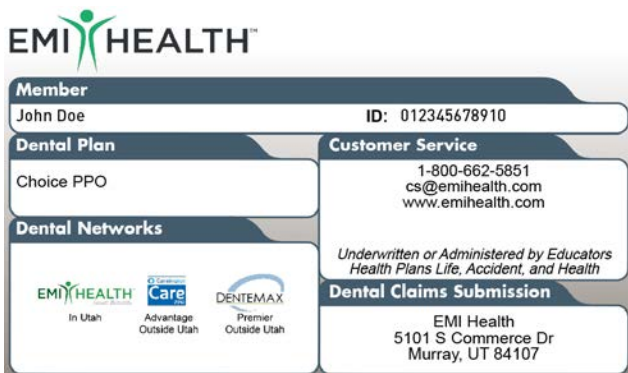 EMI HEALTH™
Member
John Doe ID: 012345678910
Dental Plan
Choice PPO
Customer Service
1-800-662-5851
cs@emihealth.com
www.emihealth.com
Underwritten or Administered by Educators
Health Plans Life, Accident, and Health
Dental Networks
EMI HEALTH
In Utah
Careington
Care
PPO
Advantage
Outside Utah
DENTEMAX
Premier
Outside Utah
Dental Claims Submission
EMI Health
5101 S Commerce Dr
Murray, UT 84107